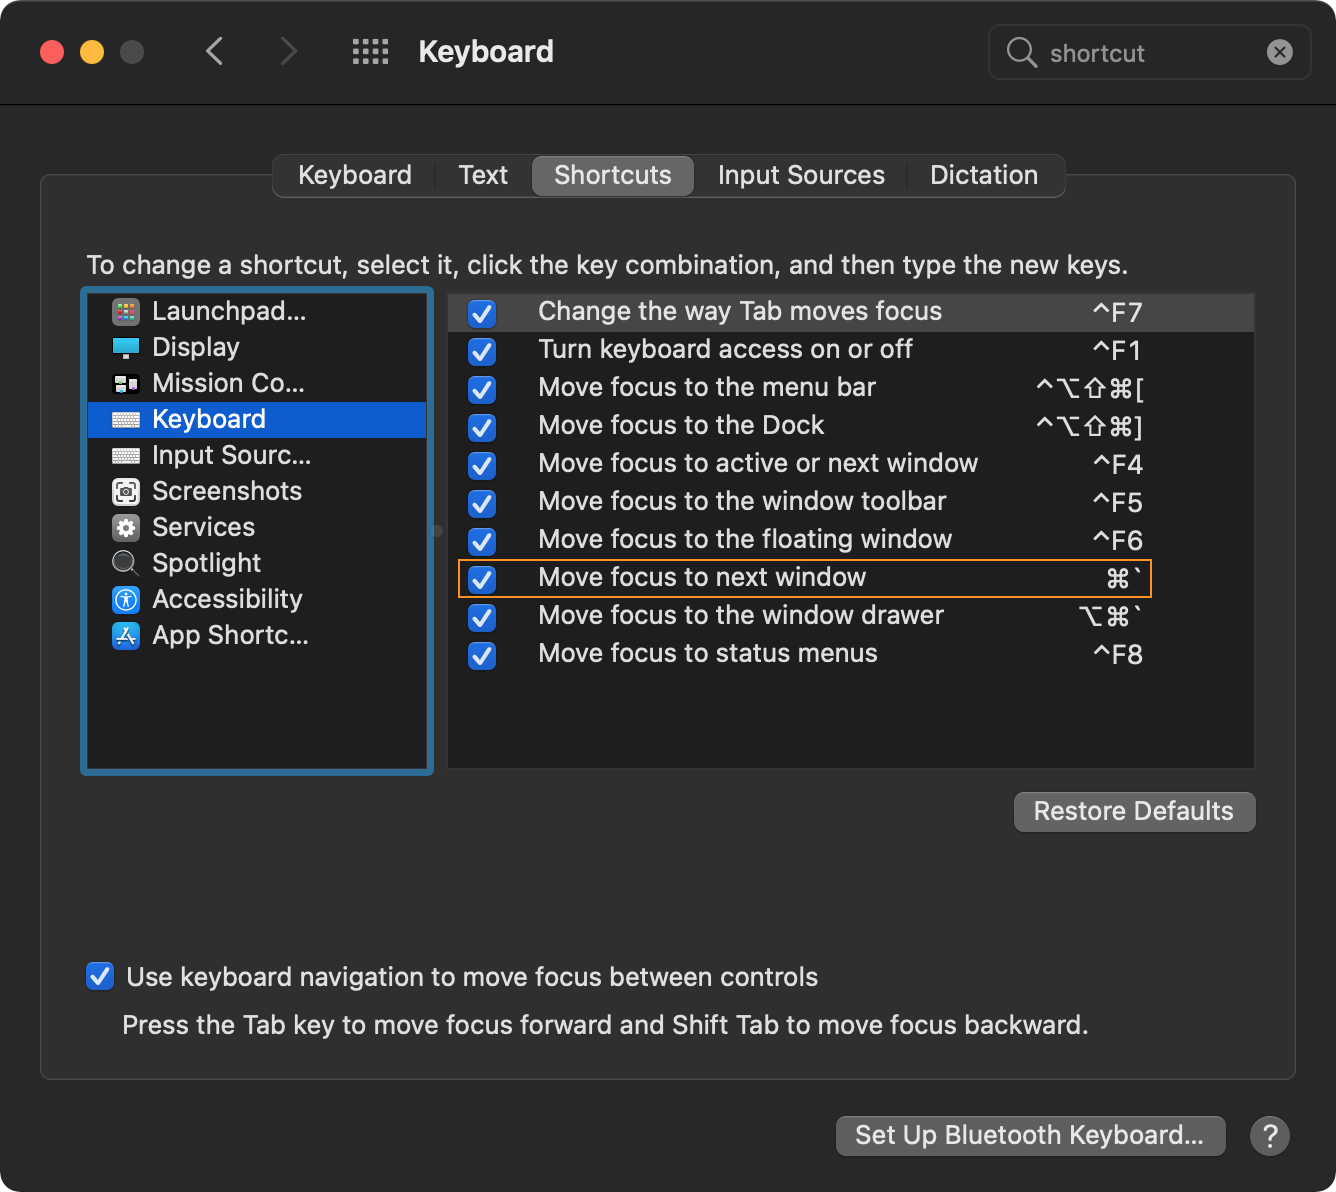 Keyboard
shortcut
Keyboard Text Shortcuts Input Sources Dictation
To change a shortcut, select it, click the key combination, and then type the new keys.
Launchpad...
Display
Mission Co...
Keyboard
Input Sourc...
Screenshots
Services
Spotlight
Accessibility
App Shortc...
Change the way Tab moves focus ^F7
Turn keyboard access on or off ^F1
Move focus to the menu bar ^⌥⇧⌘[
Move focus to the Dock ^⌥⇧⌘]
Move focus to active or next window ^F4
Move focus to the window toolbar ^F5
Move focus to the floating window ^F6
Move focus to next window ⌘`
Move focus to the window drawer ⌥⌘`
Move focus to status menus ^F8
Restore Defaults
Use keyboard navigation to move focus between controls
Press the Tab key to move focus forward and Shift Tab to move focus backward.
Set Up Bluetooth Keyboard... ?